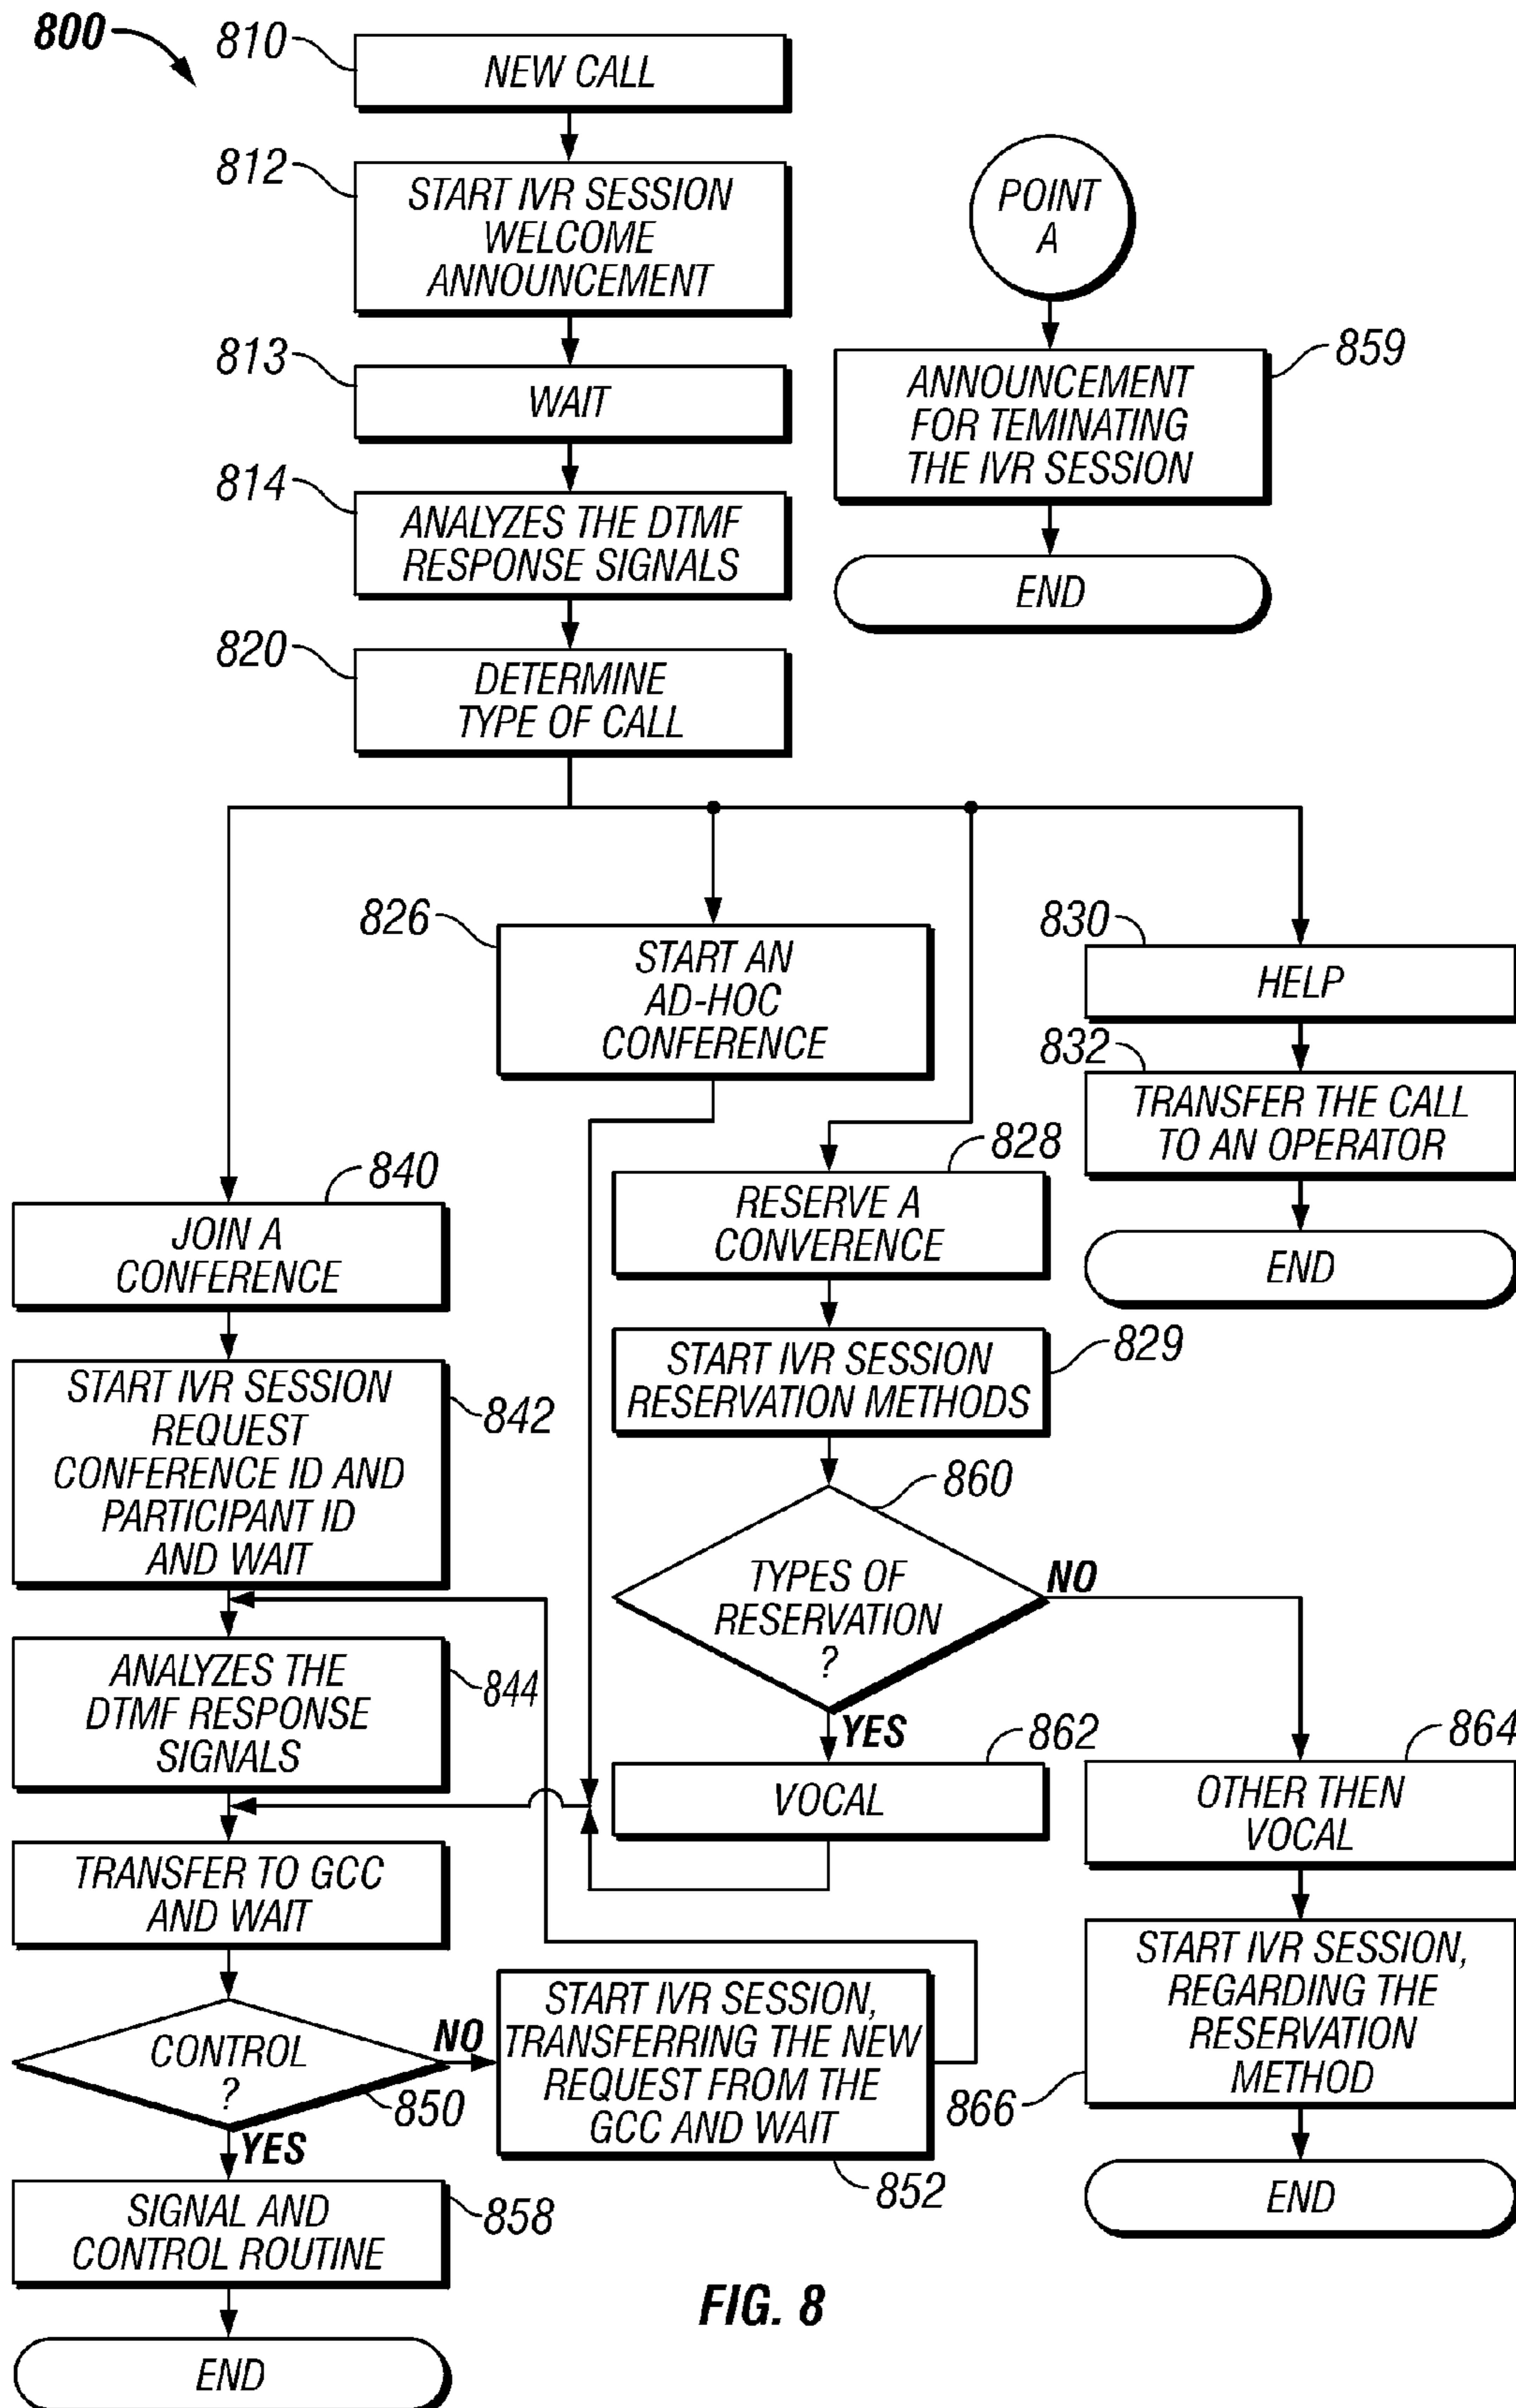 800
810
NEW CALL
812
START IVR SESSION
WELCOME
ANNOUNCEMENT
813
WAIT
814
ANALYZES THE DTMF
RESPONSE SIGNALS
820
DETERMINE
TYPE OF CALL
POINT
A
859
ANNOUNCEMENT
FOR TEMINATING
THE IVR SESSION
END
826
START AN
AD-HOC
CONFERENCE
830
HELP
832
TRANSFER THE CALL
TO AN OPERATOR
END
828
RESERVE A
CONVERENCE
829
START IVR SESSION
RESERVATION METHODS
860
TYPES OF
RESERVATION
?
NO
YES
862
VOCAL
864
OTHER THEN
VOCAL
START IVR SESSION,
REGARDING THE
RESERVATION
METHOD
866
END
840
JOIN A
CONFERENCE
START IVR SESSION
REQUEST
CONFERENCE ID AND
PARTICIPANT ID
AND WAIT
842
ANALYZES THE
DTMF RESPONSE
SIGNALS
844
TRANSFER TO GCC
AND WAIT
CONTROL
?
850
NO
START IVR SESSION,
TRANSFERRING THE NEW
REQUEST FROM THE
GCC AND WAIT
852
YES
SIGNAL AND
CONTROL ROUTINE
858
END
FIG. 8